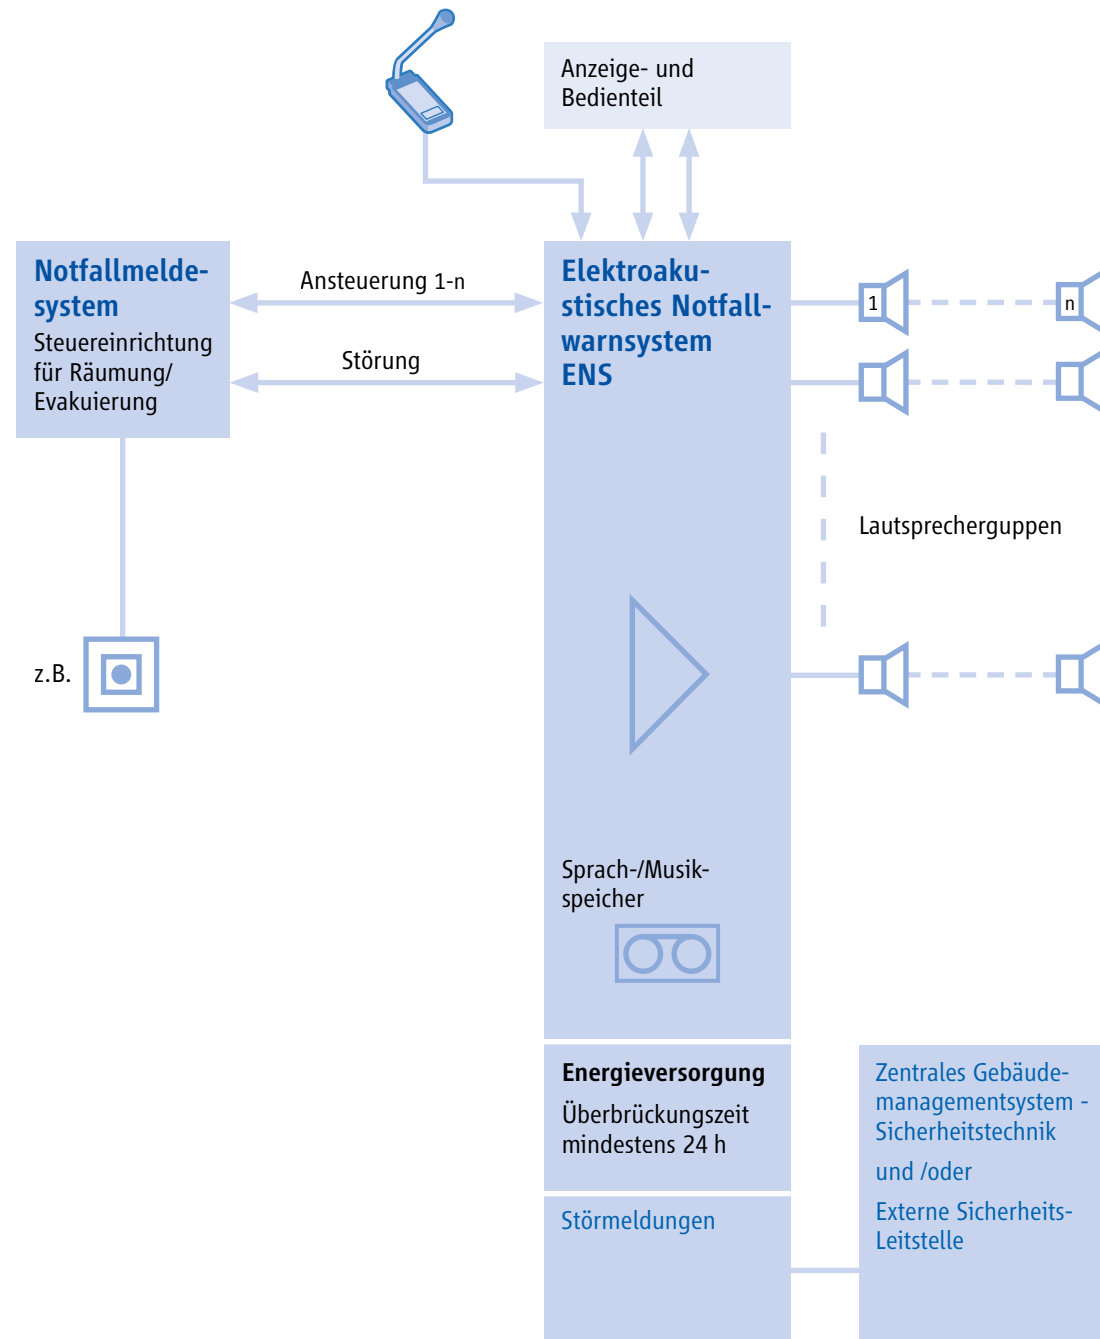 Anzeige- und
Bedienteil
Notfallmelde-
system
Steuereinrichtung
für Räumung/
Evakuierung
Ansteuerung 1-n
Störung
Elektroaku-
stisches Notfall-
warnsystem
ENS
1
n
Lautsprecherguppen
z.B.
Sprach-/Musik-
speicher
Energieversorgung
Überbrückungszeit
mindestens 24 h
Störmeldungen
Zentrales Gebäude-
managementsystem -
Sicherheitstechnik
und /oder
Externe Sicherheits-
Leitstelle